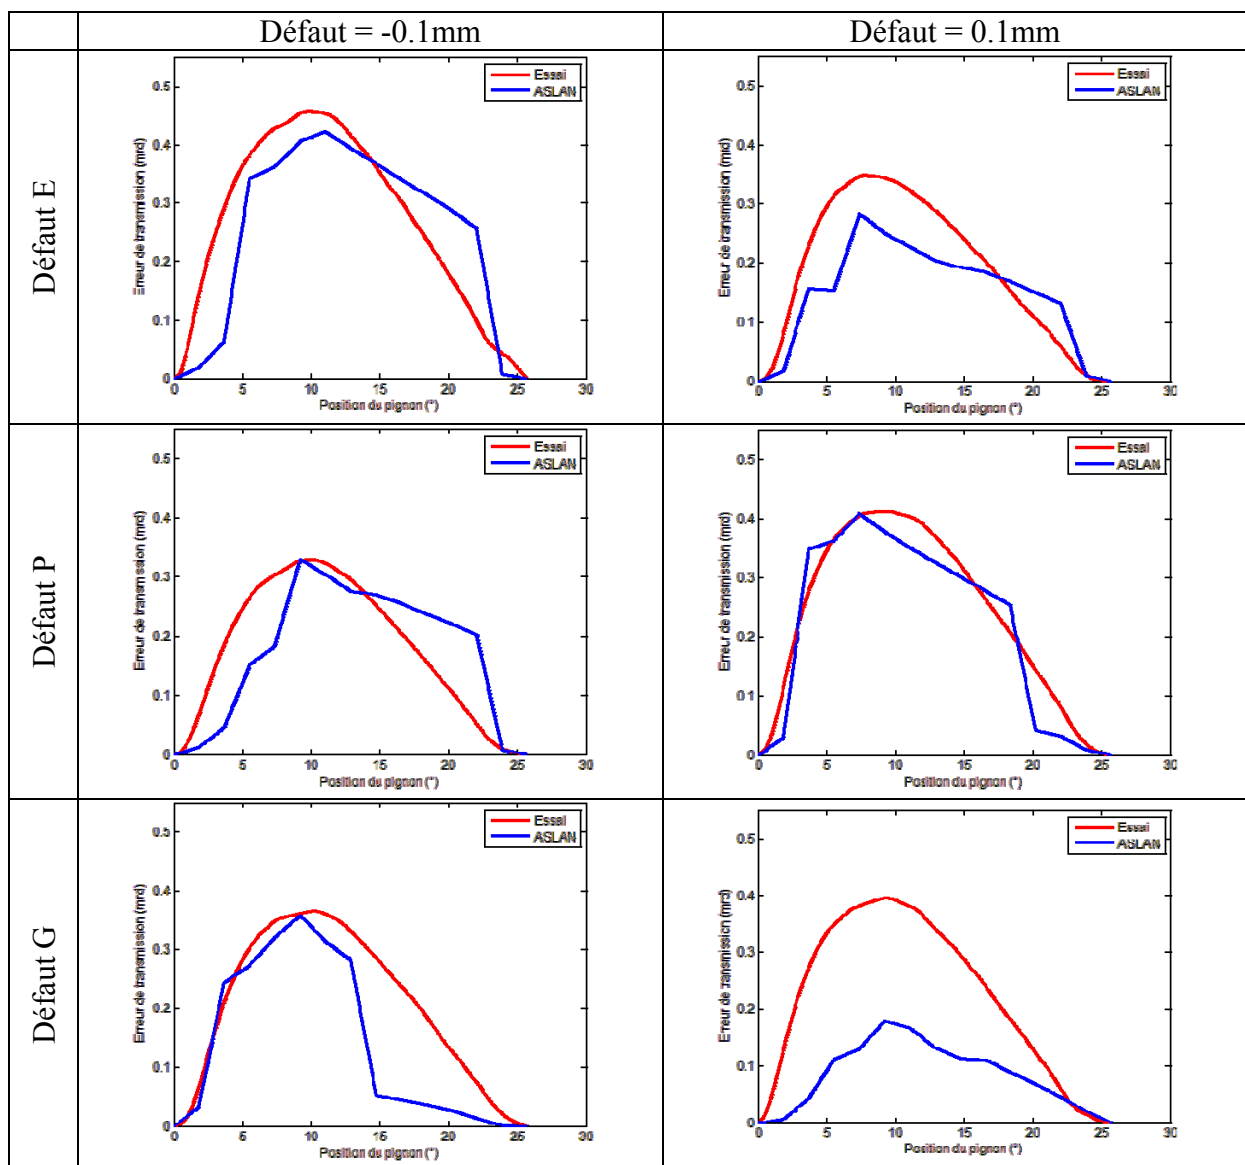 Défaut = -0.1mm
Défaut = 0.1mm
Défaut E
Essai
ASLAN
Erreur de transmission (mrd)
0.5
0.4
0.3
0.2
0.1
0
0 5 10 15 20 25 30
Position du pignon (°)
Essai
ASLAN
Erreur de transmission (mrd)
0.5
0.4
0.3
0.2
0.1
0
0 5 10 15 20 25 30
Position du pignon (°)
Défaut P
Essai
ASLAN
Erreur de transmission (mrd)
0.5
0.4
0.3
0.2
0.1
0
0 5 10 15 20 25 30
Position du pignon (°)
Essai
ASLAN
Erreur de transmission (mrd)
0.5
0.4
0.3
0.2
0.1
0
0 5 10 15 20 25 30
Position du pignon (°)
Défaut G
Essai
ASLAN
Erreur de transmission (mrd)
0.5
0.4
0.3
0.2
0.1
0
0 5 10 15 20 25 30
Position du pignon (°)
Essai
ASLAN
Erreur de transmission (mrd)
0.5
0.4
0.3
0.2
0.1
0
0 5 10 15 20 25 30
Position du pignon (°)